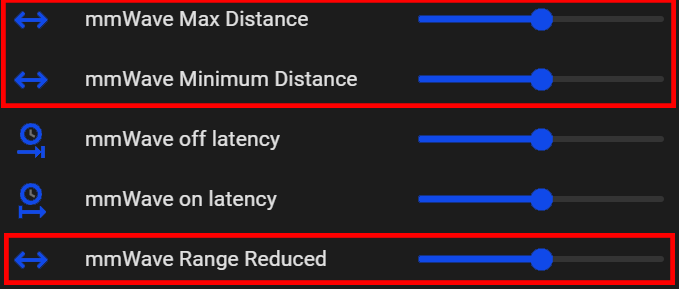 mmWave Max Distance
mmWave Minimum Distance
mmWave off latency
mmWave on latency
mmWave Range Reduced